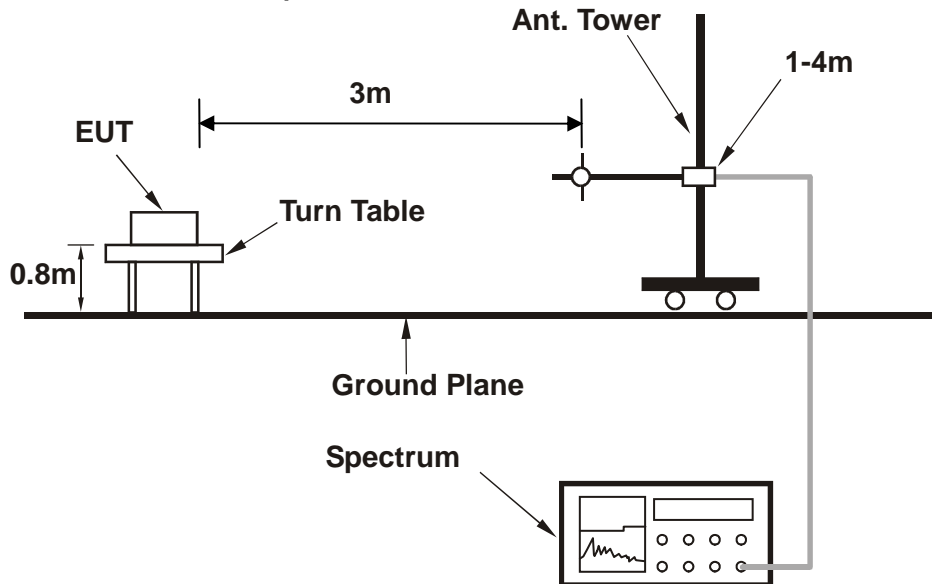 Ant. Tower
1-4m
3m
EUT
Turn Table
0.8m
Ground Plane
Spectrum